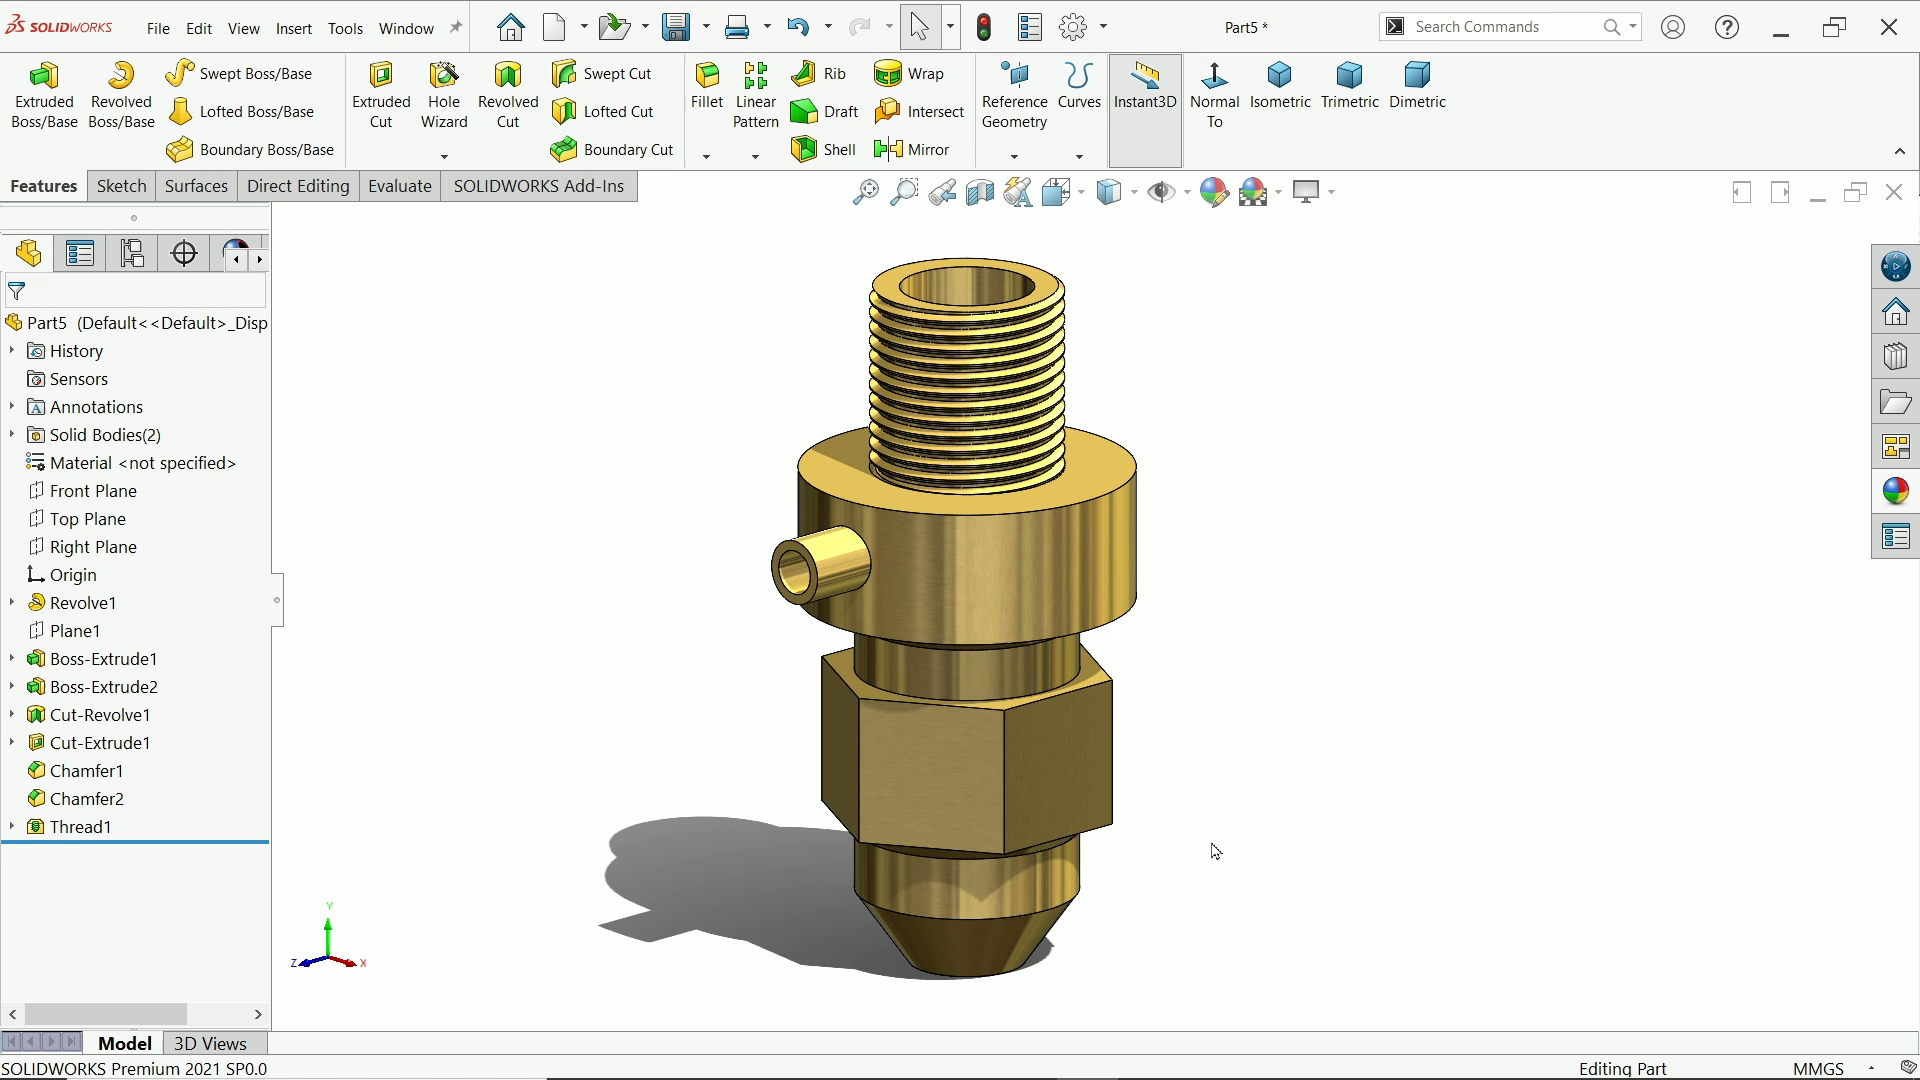 SOLIDWORKS File Edit View Insert Tools Window Part5 * Search Commands
Extruded Boss/Base
Revolved Boss/Base
Swept Boss/Base
Lofted Boss/Base
Boundary Boss/Base
Extruded Cut
Hole Wizard
Revolved Cut
Swept Cut
Lofted Cut
Boundary Cut
Fillet
Linear Pattern
Rib
Draft
Shell
Wrap
Intersect
Mirror
Reference Geometry
Curves
Instant3D
Normal To
Isometric
Trimetric
Dimetric
Features Sketch Surfaces Direct Editing Evaluate SOLIDWORKS Add-Ins
Part5 (Default<<Default>_Disp
History
Sensors
Annotations
Solid Bodies(2)
Material <not specified>
Front Plane
Top Plane
Right Plane
Origin
Revolve1
Plane1
Boss-Extrude1
Boss-Extrude2
Cut-Revolve1
Cut-Extrude1
Chamfer1
Chamfer2
Thread1
Y
Z X
Model 3D Views
SOLIDWORKS Premium 2021 SP0.0 Editing Part MMGS